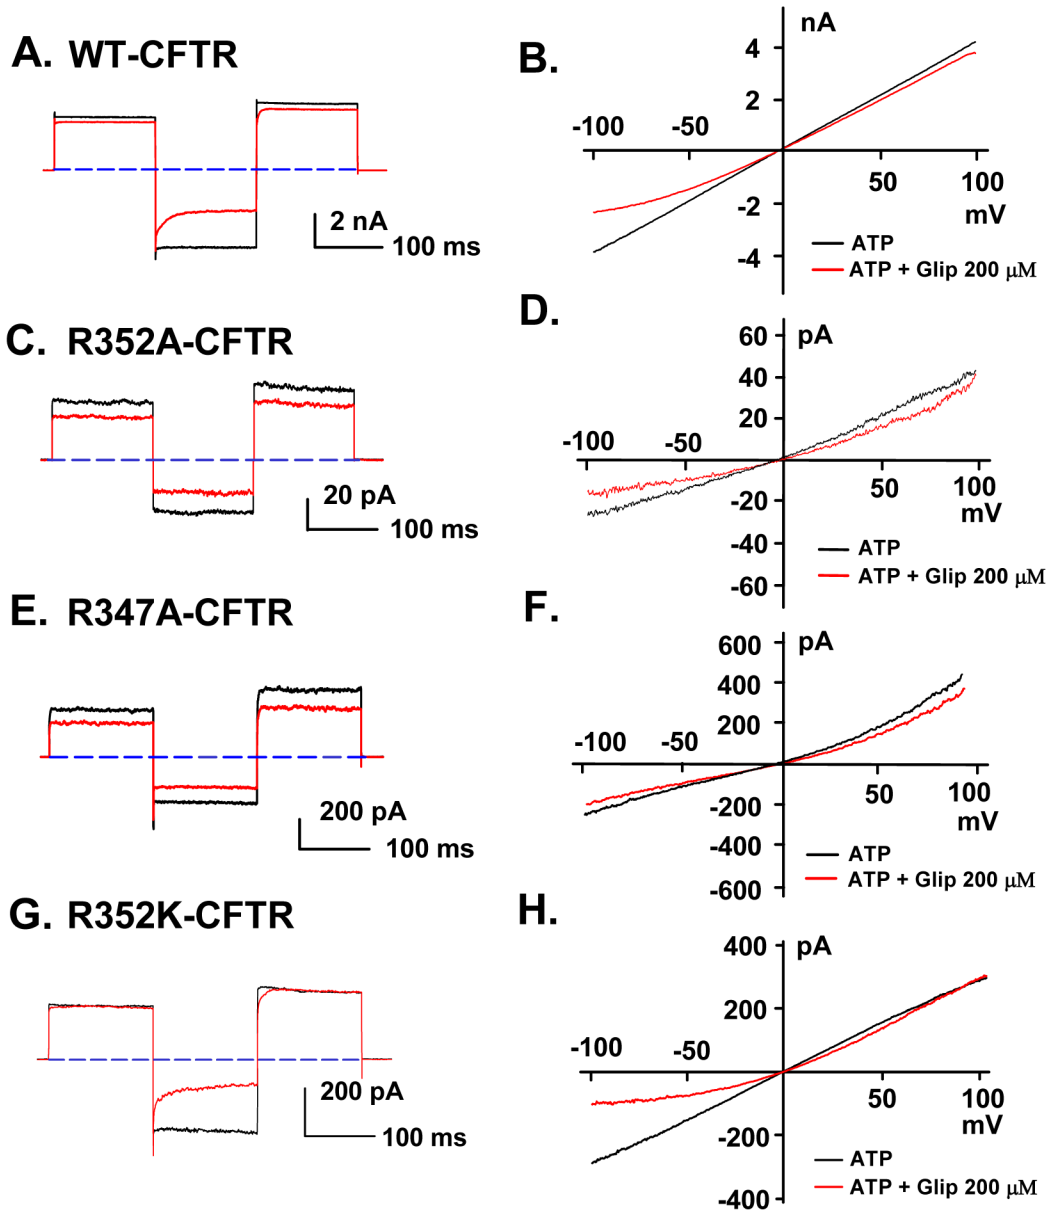 A. WT-CFTR
2 nA
100 ms
B.
nA
4
2
-100 -50
50 100
mV
-2
-4
ATP
ATP + Glip 200 μM
C. R352A-CFTR
20 pA
100 ms
D.
pA
60
40
20
-100 -50
50 100
mV
-20
-40
-60
ATP
ATP + Glip 200 μM
E. R347A-CFTR
200 pA
100 ms
F.
pA
600
400
200
-100 -50
50 100
mV
-200
-400
-600
ATP
ATP + Glip 200 μM
G. R352K-CFTR
200 pA
100 ms
H.
pA
400
200
-100 -50
50 100
mV
-200
-400
ATP
ATP + Glip 200 μM